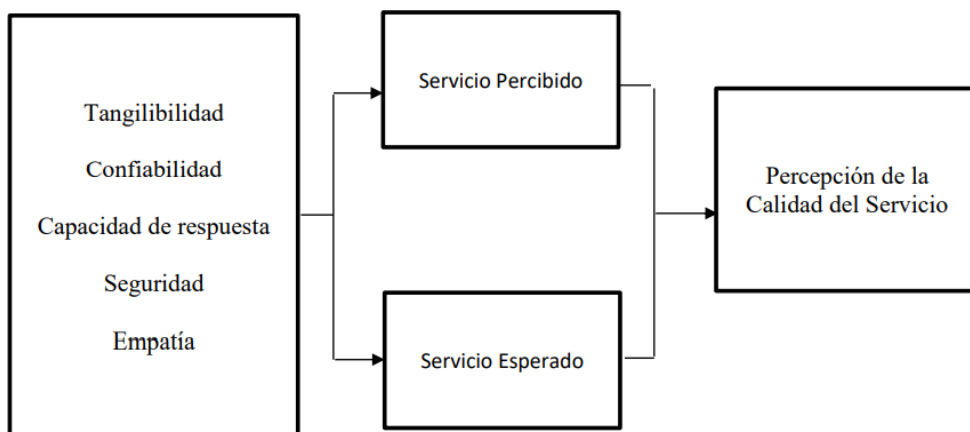 Tangilibilidad
Confiabilidad
Capacidad de respuesta
Seguridad
Empatía
Servicio Percibido
Servicio Esperado
Percepción de la
Calidad del Servicio